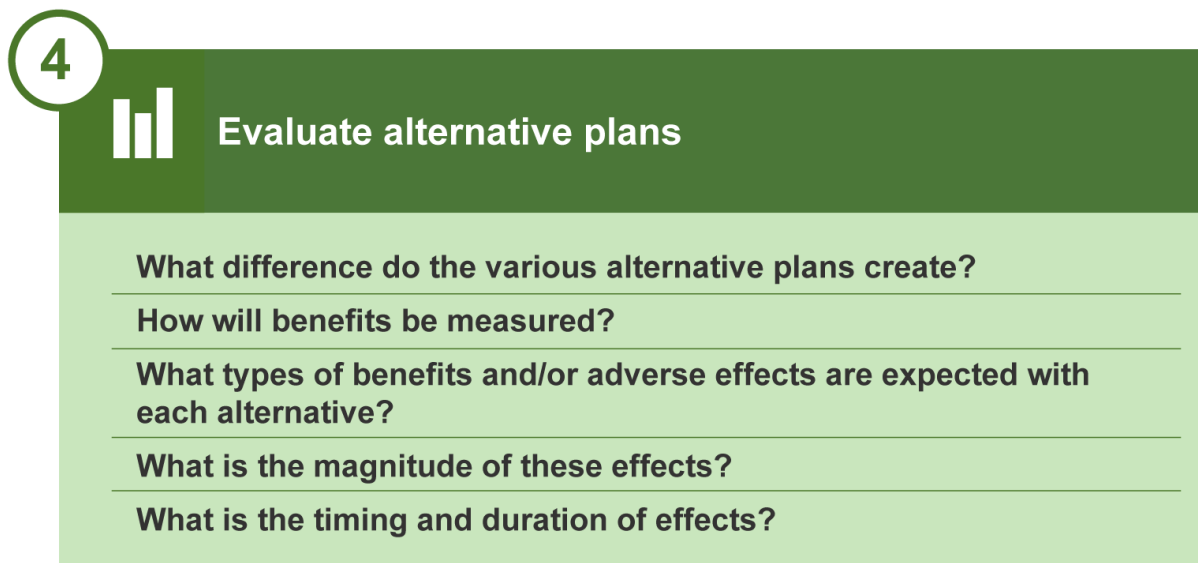 4
Evaluate alternative plans
What difference do the various alternative plans create?
How will benefits be measured?
What types of benefits and/or adverse effects are expected with
each alternative?
What is the magnitude of these effects?
What is the timing and duration of effects?